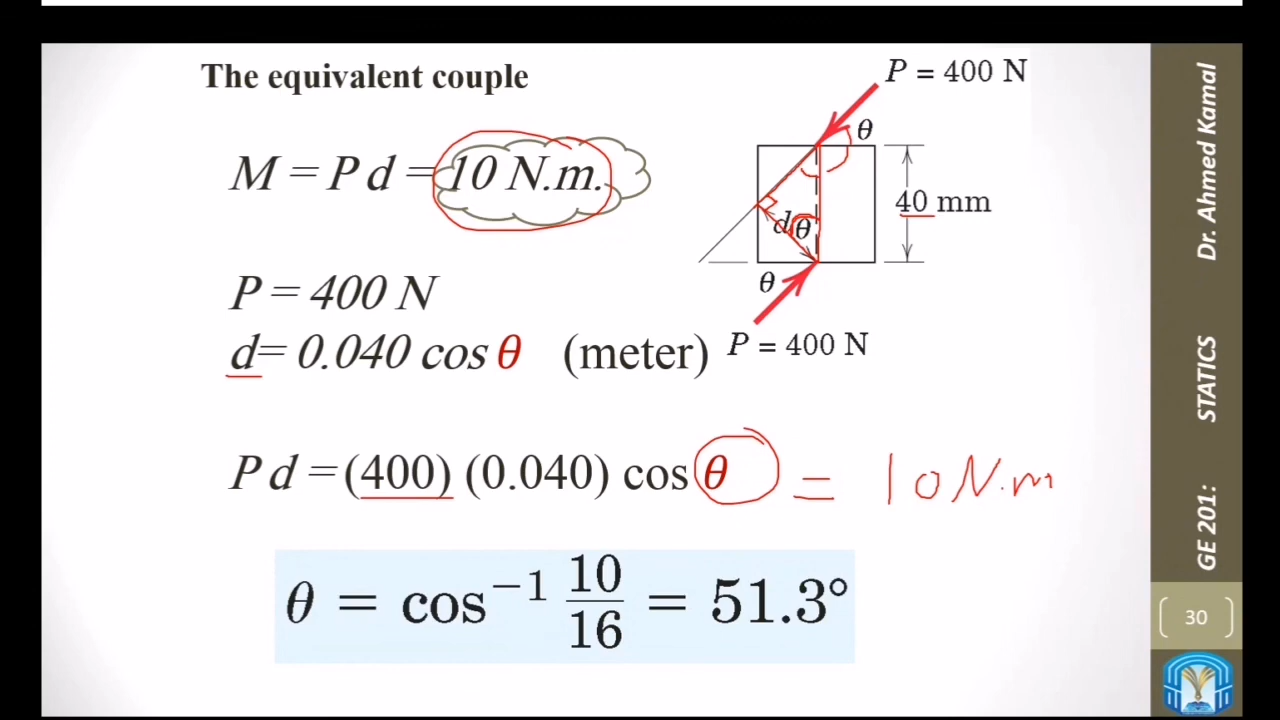 The equivalent couple
M = P d = 10 N.m.
P = 400 N
d = 0.040 cos θ (meter)
P d = (400) (0.040) cos θ = 10 N.m
θ = cos⁻¹ 10/16 = 51.3°
P = 400 N
θ
40 mm
d
θ
θ
P = 400 N
Dr. Ahmed Kamal
STATICS
GE 201:
30